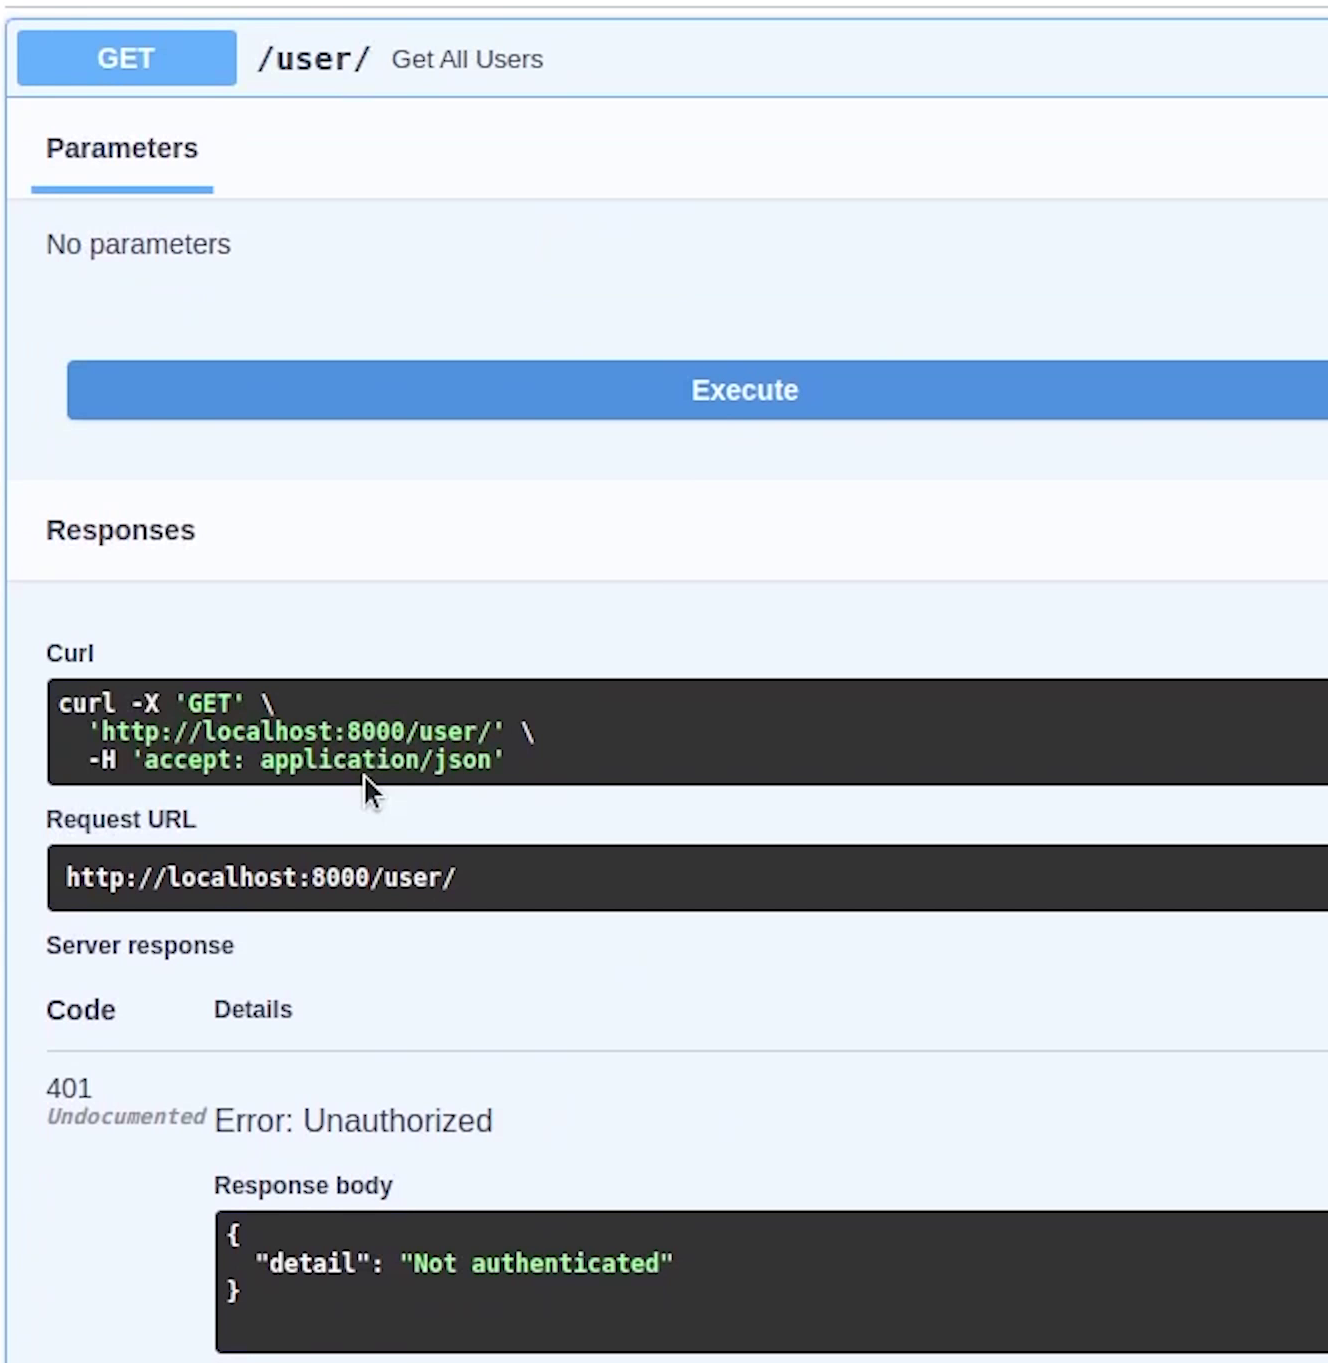 GET /user/ Get All Users
Parameters
No parameters
Execute
Responses
Curl
curl -X 'GET' \
  'http://localhost:8000/user/' \
  -H 'accept: application/json'
Request URL
http://localhost:8000/user/
Server response
Code Details
401
Undocumented Error: Unauthorized
Response body
{
  "detail": "Not authenticated"
}